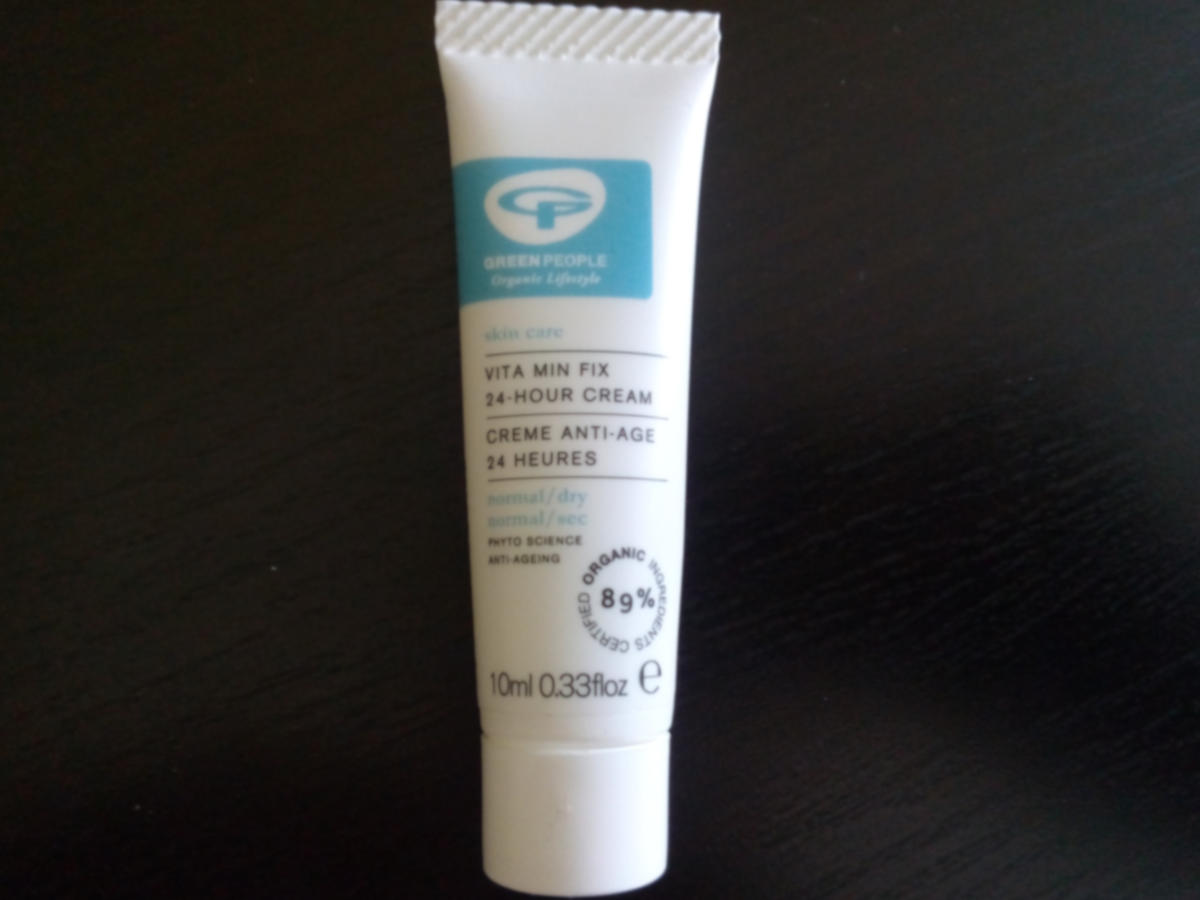 GP
GREEN PEOPLE
Organic Lifestyle
skin care
VITA MIN FIX
24-HOUR CREAM
CREME ANTI-AGE
24 HEURES
normal/dry
normal/sec
PHYTO SCIENCE
ANTI-AGEING
CERTIFIED ORGANIC INGREDIENTS
89%
10ml 0.33floz e